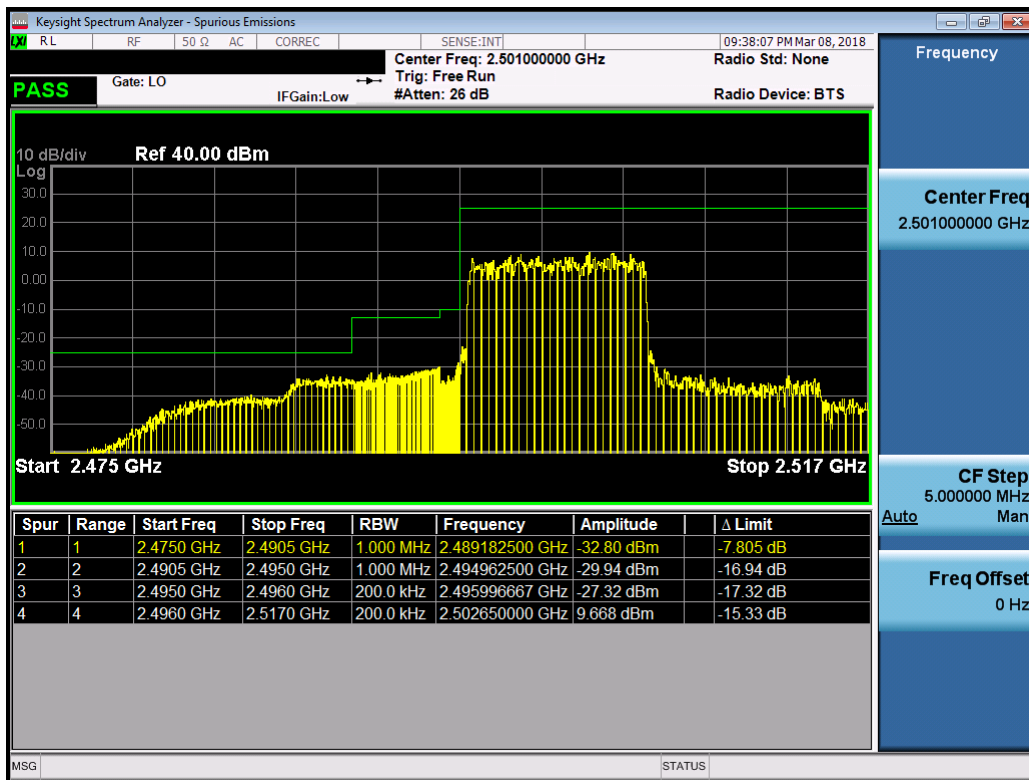 Keysight Spectrum Analyzer - Spurious Emissions
LXI RL RF 50 Ω AC CORREC SENSE:INT 09:38:07 PM Mar 08, 2018
Center Freq: 2.501000000 GHz Radio Std: None
Gate: LO Trig: Free Run
PASS IFGain:Low #Atten: 26 dB Radio Device: BTS
Frequency
10 dB/div Ref 40.00 dBm
Log
30.0
20.0
10.0
0.00
-10.0
-20.0
-30.0
-40.0
-50.0
Start 2.475 GHz Stop 2.517 GHz
Center Freq
2.501000000 GHz
CF Step
5.000000 MHz
Auto Man
Freq Offset
0 Hz
Spur Range Start Freq Stop Freq RBW Frequency Amplitude Δ Limit
1 1 2.4750 GHz 2.4905 GHz 1.000 MHz 2.489182500 GHz -32.80 dBm -7.805 dB
2 2 2.4905 GHz 2.4950 GHz 1.000 MHz 2.494962500 GHz -29.94 dBm -16.94 dB
3 3 2.4950 GHz 2.4960 GHz 200.0 kHz 2.495996667 GHz -27.32 dBm -17.32 dB
4 4 2.4960 GHz 2.5170 GHz 200.0 kHz 2.502650000 GHz 9.668 dBm -15.33 dB
MSG STATUS